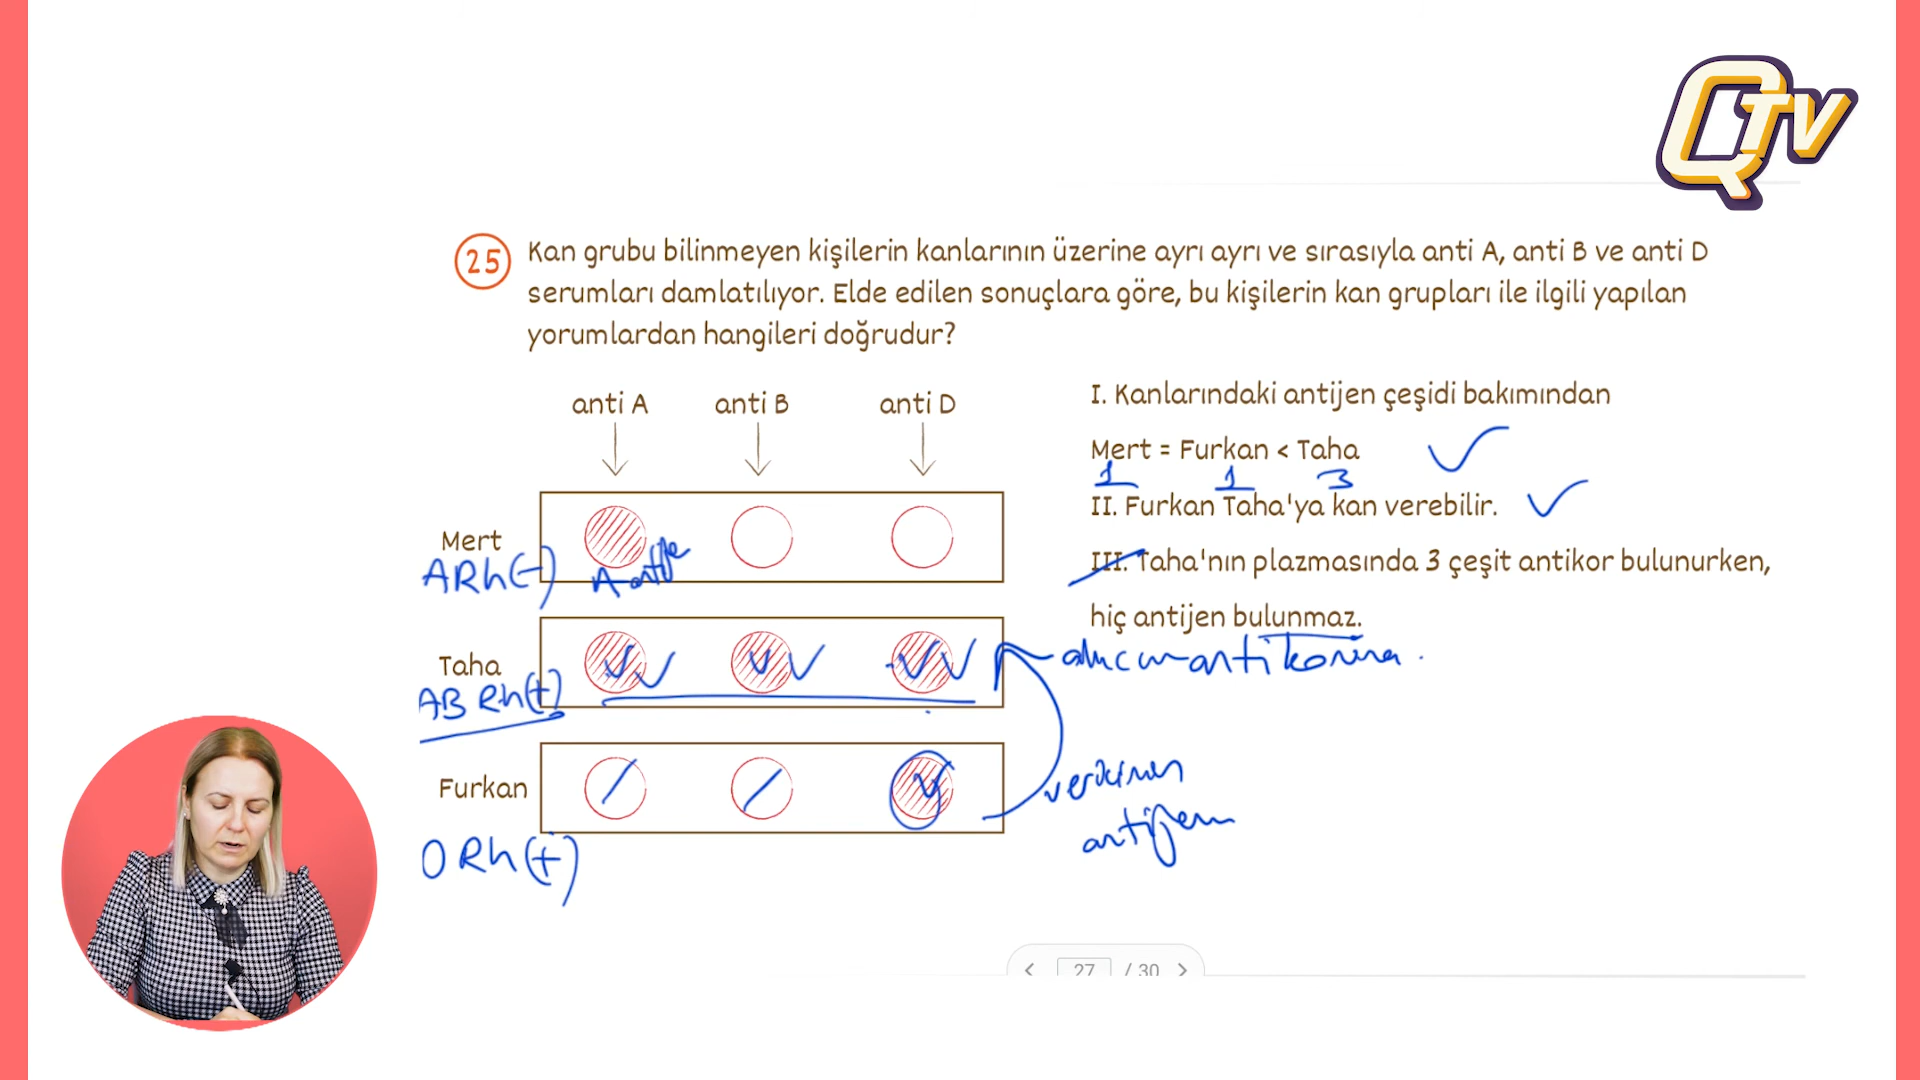 QTV
25 Kan grubu bilinmeyen kişilerin kanlarının üzerine ayrı ayrı ve sırasıyla anti A, anti B ve anti D
serumları damlatılıyor. Elde edilen sonuçlara göre, bu kişilerin kan grupları ile ilgili yapılan
yorumlardan hangileri doğrudur?
anti A anti B anti D
Mert
ARh(-)
Taha
AB Rh(+)
Furkan
O Rh(+)
I. Kanlarındaki antijen çeşidi bakımından
Mert = Furkan < Taha
1 1 3
II. Furkan Taha'ya kan verebilir.
III. Taha'nın plazmasında 3 çeşit antikor bulunurken,
hiç antijen bulunmaz.
alıcının antikoruna
vericinin
antijeni
27 / 30